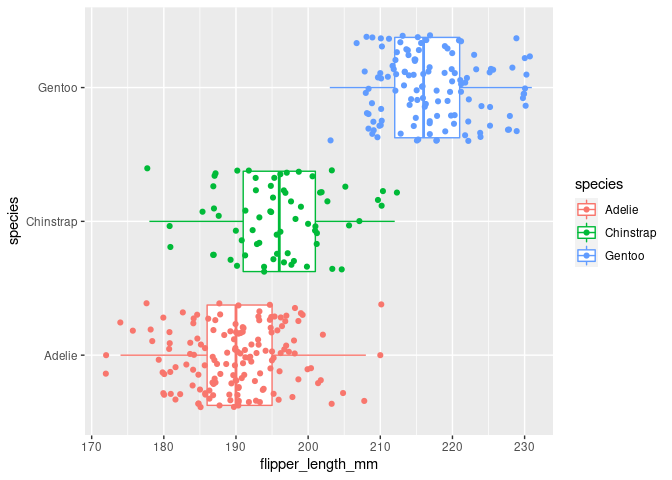 species
Gentoo
Chinstrap
Adelie
170 180 190 200 210 220 230
flipper_length_mm
species
Adelie
Chinstrap
Gentoo